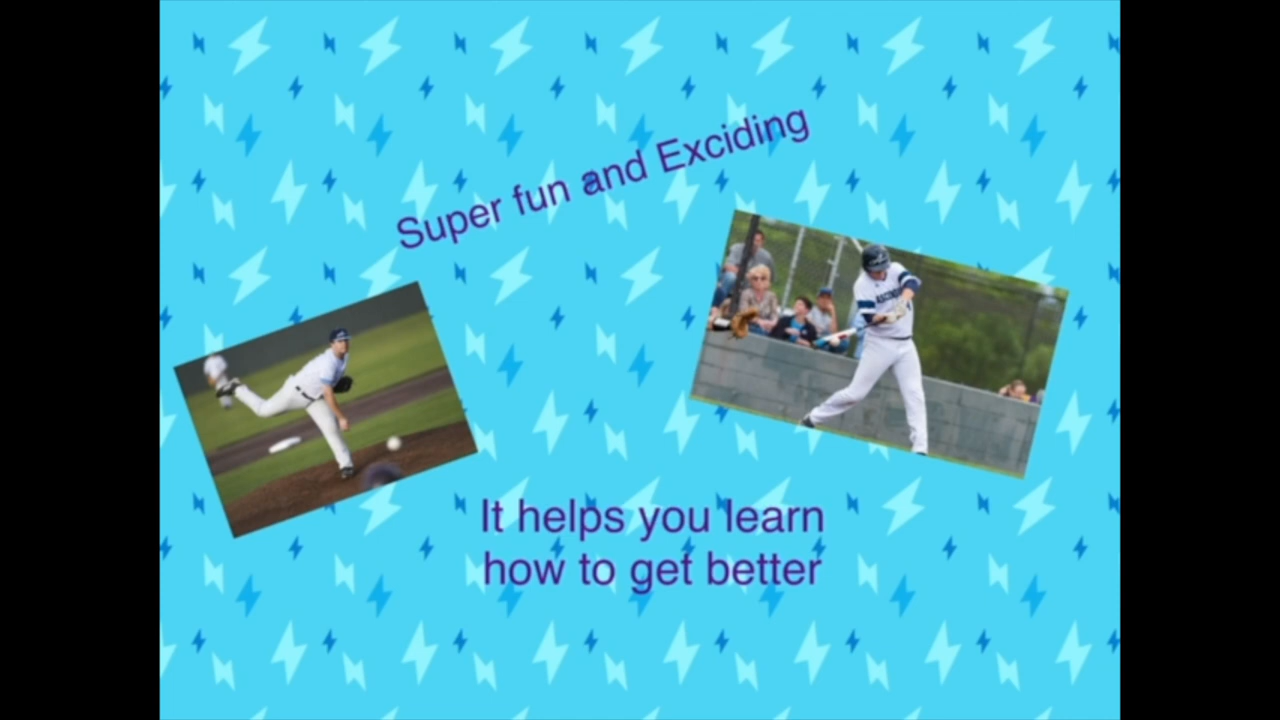 Super fun and Exciding
It helps you learn
how to get better